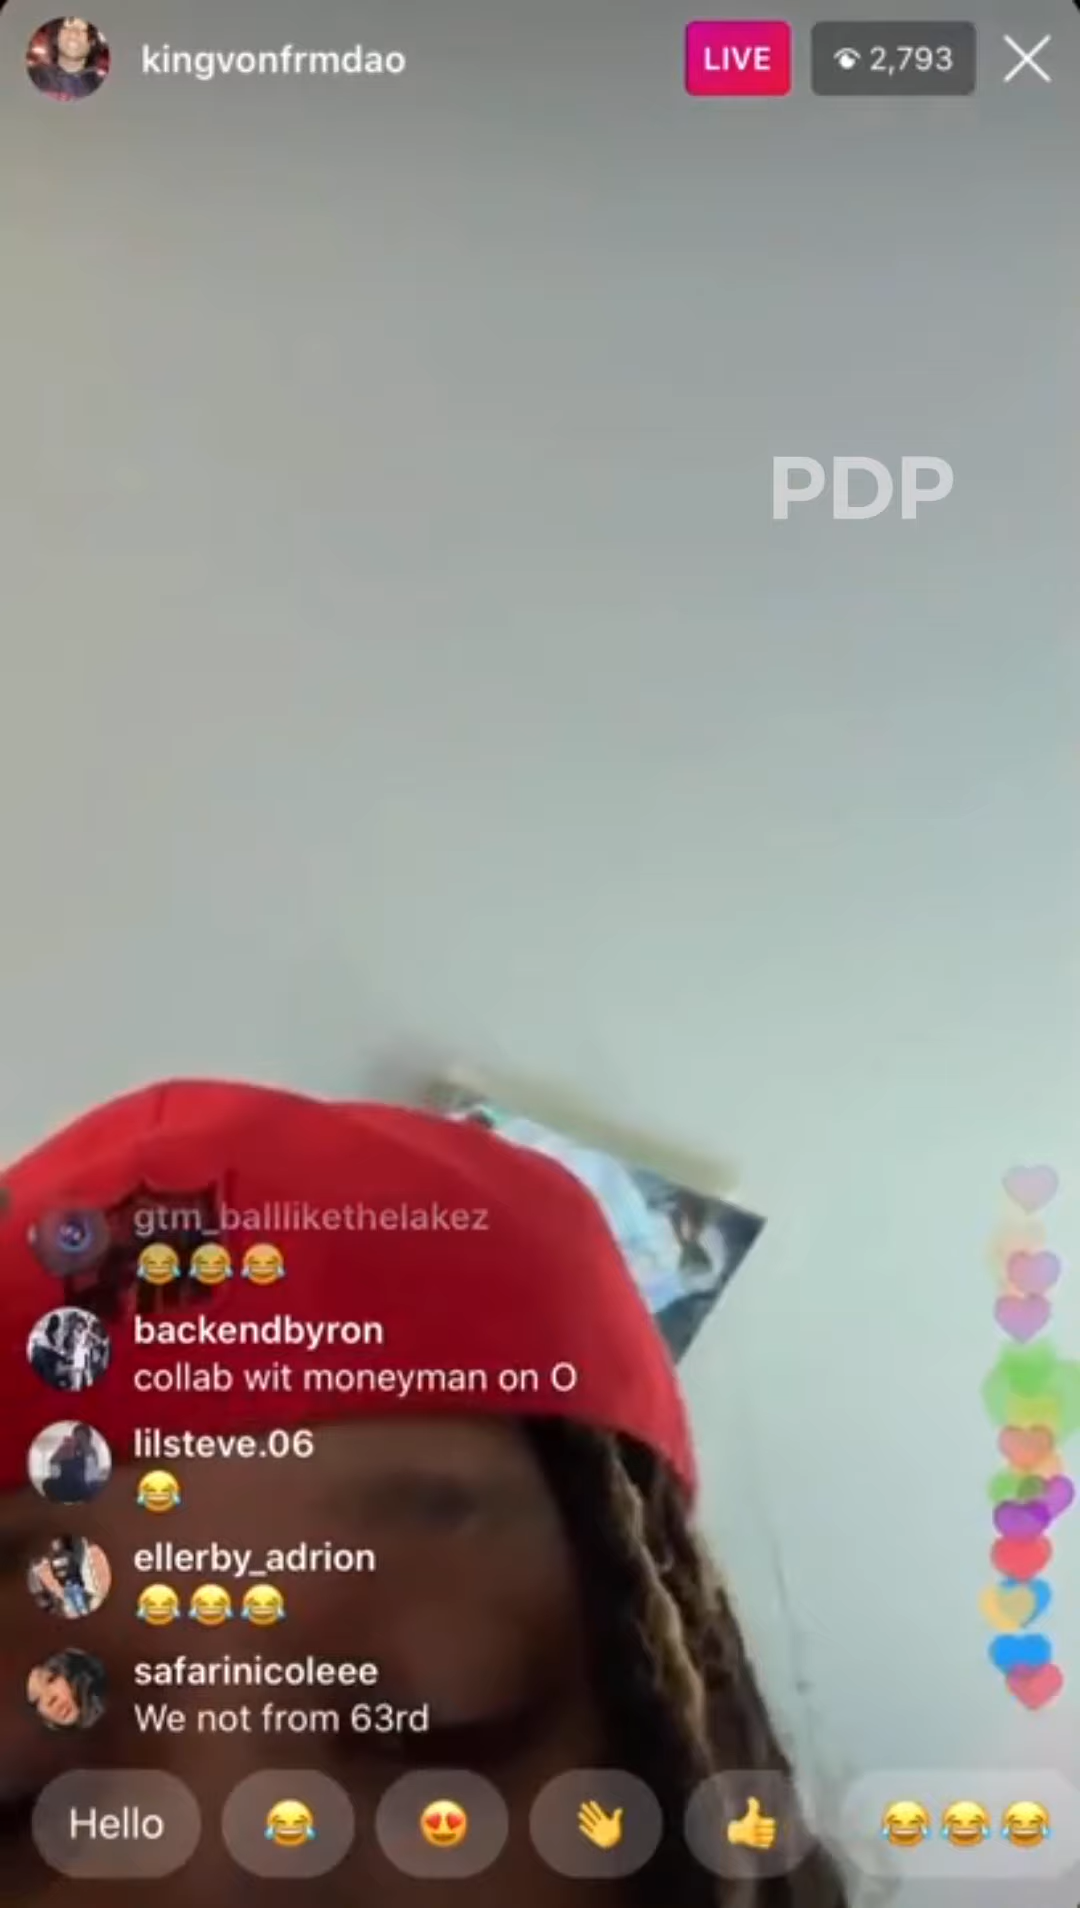 kingvonfrmdao
LIVE
2,793
PDP
gtm_balllikethelakez
😂😂😂
backendbyron
collab wit moneyman on O
lilsteve.06
😂
ellerby_adrion
😂😂😂
safarinicoleee
We not from 63rd
Hello 😂 😍 👋 👍 😂😂😂